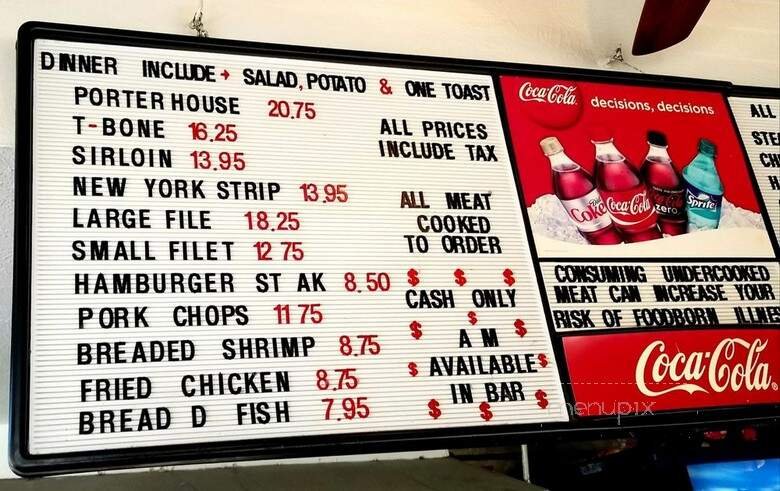 DINNER INCLUDE → SALAD, POTATO & ONE TOAST
PORTER HOUSE 20.75
T-BONE 16.25
SIRLOIN 13.95
NEW YORK STRIP 13.95
LARGE FILE 18.25
SMALL FILET 12 75
HAMBURGER ST AK 8.50
PORK CHOPS 11 75
BREADED SHRIMP 8.75
FRIED CHICKEN 8.75
BREAD D FISH 7.95
ALL PRICES
INCLUDE TAX
ALL MEAT
COOKED
TO ORDER
$ $ $
CASH ONLY
$ $ $
A M
$ AVAILABLE $
IN BAR
$ $ $
Coca-Cola
decisions, decisions
Coke
Coca-Cola
zero
Sprite
CONSUMING UNDERCOOKED
MEAT CAN INCREASE YOUR
RISK OF FOODBORN ILLNES
Coca-Cola
ALL
STE
menupix